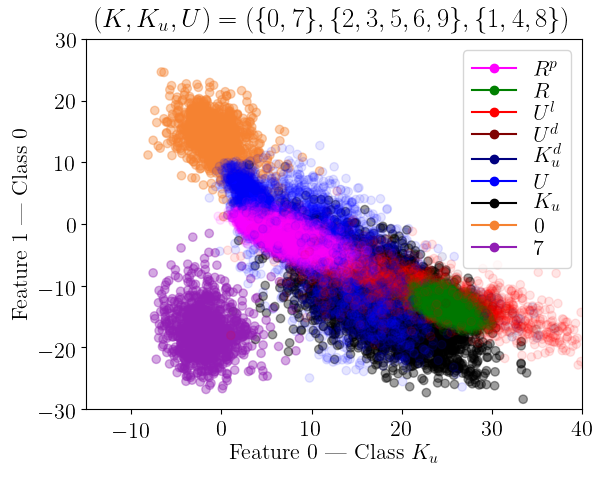 (K, K_u, U) = ({0, 7}, {2, 3, 5, 6, 9}, {1, 4, 8})
30
20
10
0
−10
−20
−30
Feature 1 — Class 0
R^p
R
U^l
U^d
K_u^d
U
K_u
0
7
−10 0 10 20 30 40
Feature 0 — Class K_u